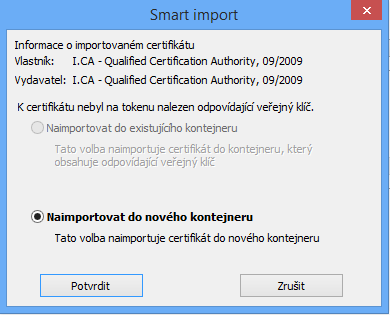 Smart import
Informace o importovaném certifikátu
Vlastník: I.CA - Qualified Certification Authority, 09/2009
Vydavatel: I.CA - Qualified Certification Authority, 09/2009
K certifikátu nebyl na tokenu nalezen odpovídající veřejný klíč.
Naimportovat do existujícího kontejneru
Tato volba naimportuje certifikát do kontejneru, který
obsahuje odpovídající veřejný klíč
Naimportovat do nového kontejneru
Tato volba naimportuje certifikát do nového kontejneru
Potvrdit Zrušit